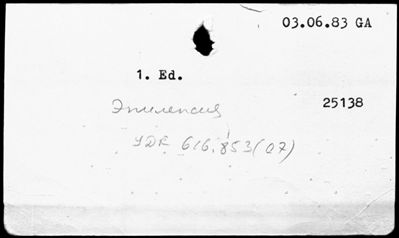 03.06.83 GA
1. Ed.
25138
Эпилепсия
УДК 616.853(07)